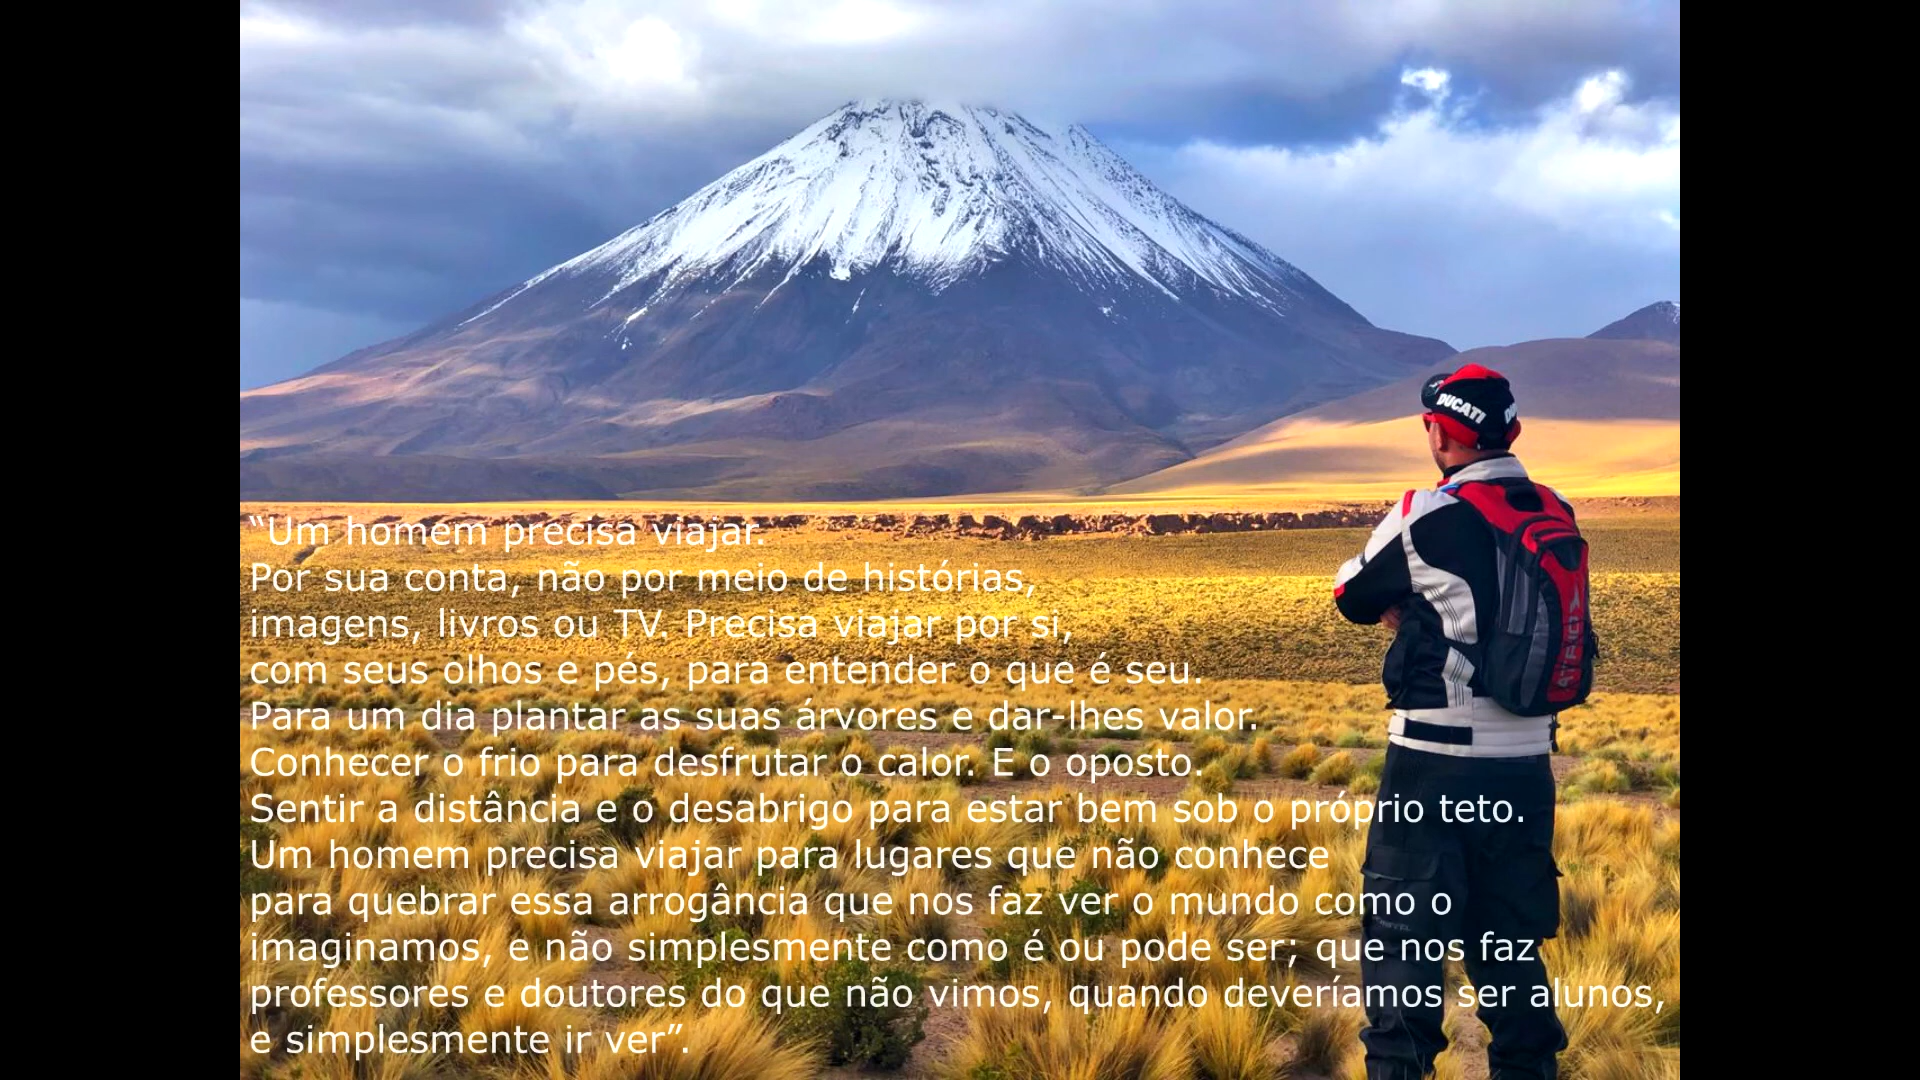 DUCATI
“Um homem precisa viajar.
Por sua conta, não por meio de histórias,
imagens, livros ou TV. Precisa viajar por si,
com seus olhos e pés, para entender o que é seu.
Para um dia plantar as suas árvores e dar-lhes valor.
Conhecer o frio para desfrutar o calor. E o oposto.
Sentir a distância e o desabrigo para estar bem sob o próprio teto.
Um homem precisa viajar para lugares que não conhece
para quebrar essa arrogância que nos faz ver o mundo como o
imaginamos, e não simplesmente como é ou pode ser; que nos faz
professores e doutores do que não vimos, quando deveríamos ser alunos,
e simplesmente ir ver”.